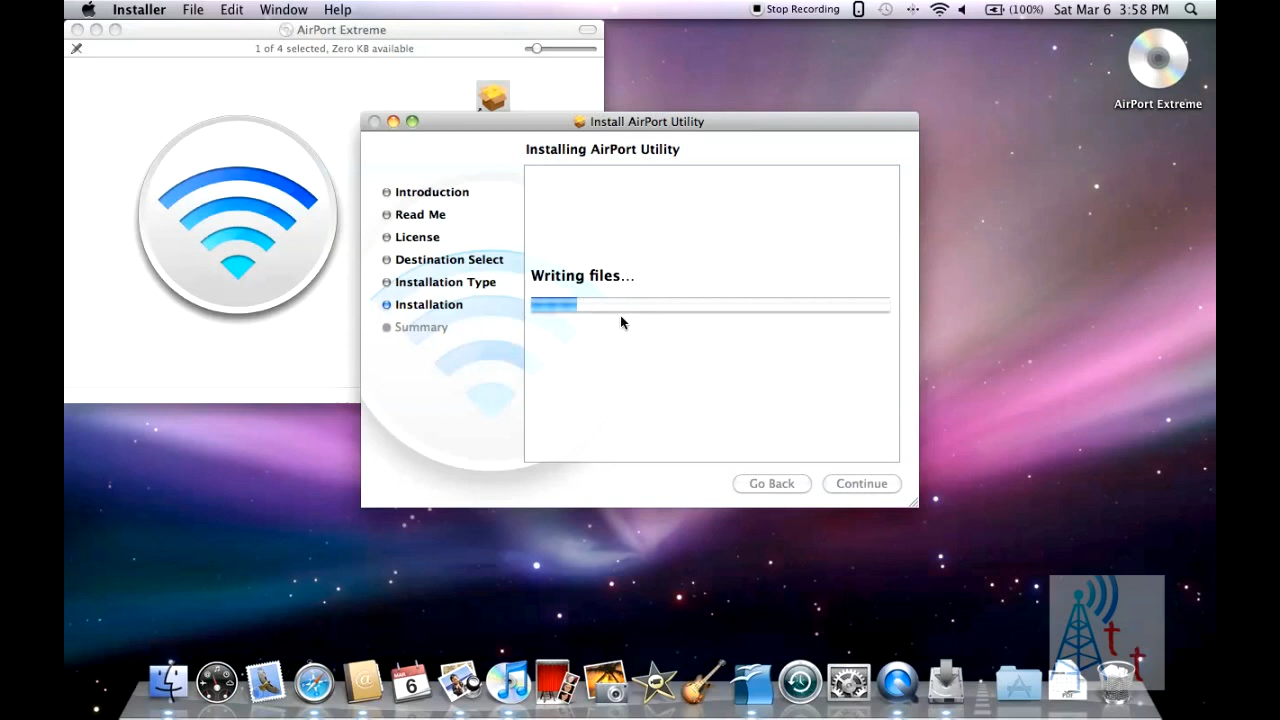 Installer File Edit Window Help Stop Recording (100%) Sat Mar 6 3:58 PM
AirPort Extreme
1 of 4 selected, Zero KB available
AirPort Extreme
Install AirPort Utility
Installing AirPort Utility
Introduction
Read Me
License
Destination Select
Installation Type
Installation
Summary
Writing files...
Go Back Continue
MAR
6
PDF
t
t